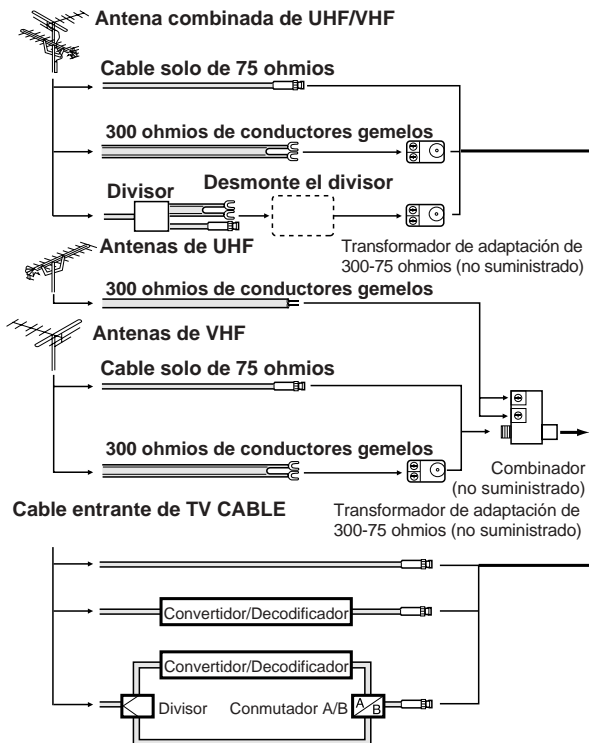 Antena combinada de UHF/VHF
Cable solo de 75 ohmios
300 ohmios de conductores gemelos
Divisor
Desmonte el divisor
Transformador de adaptación de
300-75 ohmios (no suministrado)
Antenas de UHF
300 ohmios de conductores gemelos
Antenas de VHF
Cable solo de 75 ohmios
300 ohmios de conductores gemelos
Combinador
(no suministrado)
Transformador de adaptación de
300-75 ohmios (no suministrado)
Cable entrante de TV CABLE
Convertidor/Decodificador
Convertidor/Decodificador
Divisor
Conmutador A/B
A
B